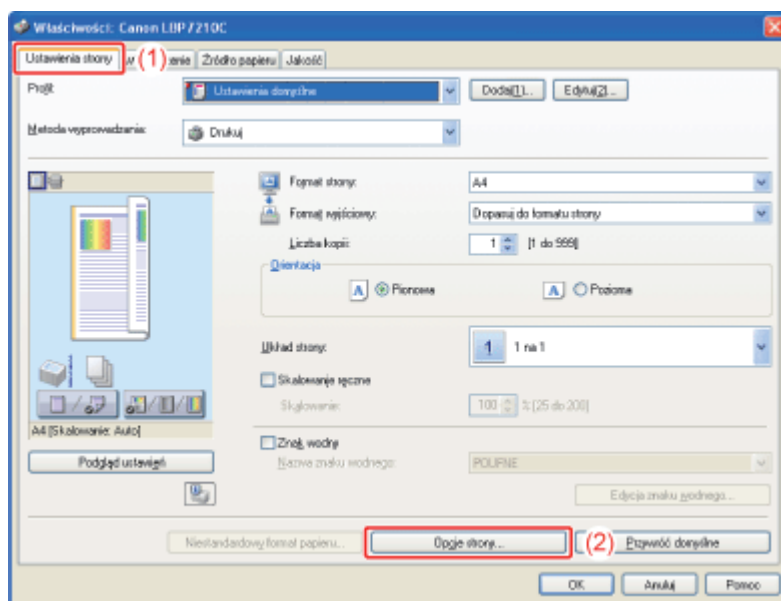 Właściwości: Canon LBP7210C
Ustawienia strony (1) Źródło papieru Jakość
Profil: Ustawienia domyślne Dodaj(1)... Edytuj(2)...
Metoda wyprowadzania: Drukuj
Format strony: A4
Format wyjściowy: Dopasuj do formatu strony
Liczba kopii: 1 [1 do 999]
Orientacja
A Pionowa A Pozioma
Układ strony: 1 1 na 1
Skalowanie ręczne
Skalowanie: 100 % [25 do 200]
A4 [Skalowanie: Auto]
Znak wodny
Podgląd ustawień
Nazwa znaku wodnego: POUFNE
Edycja znaku wodnego...
Niestandardowy format papieru... Opcje strony... (2) Przywróć domyślne
OK Anuluj Pomoc